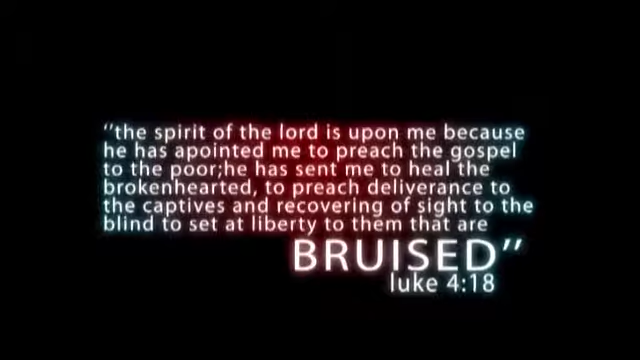 "the spirit of the lord is upon me because
he has apointed me to preach the gospel
to the poor;he has sent me to heal the
brokenhearted, to preach deliverance to
the captives and recovering of sight to the
blind to set at liberty to them that are
BRUISED"
luke 4:18